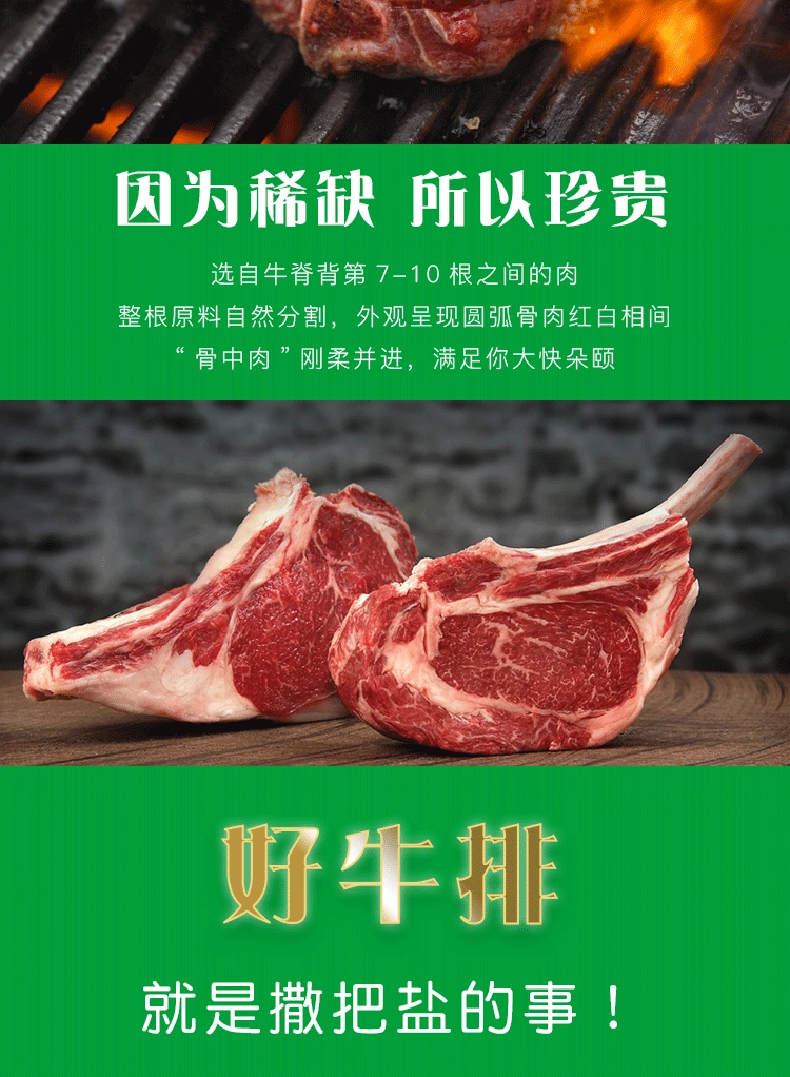 因为稀缺 所以珍贵
选自牛脊背第7-10根之间的肉
整根原料自然分割，外观呈现圆弧骨肉红白相间
“骨中肉”刚柔并进，满足你大快朵颐
好牛排
就是撒把盐的事！